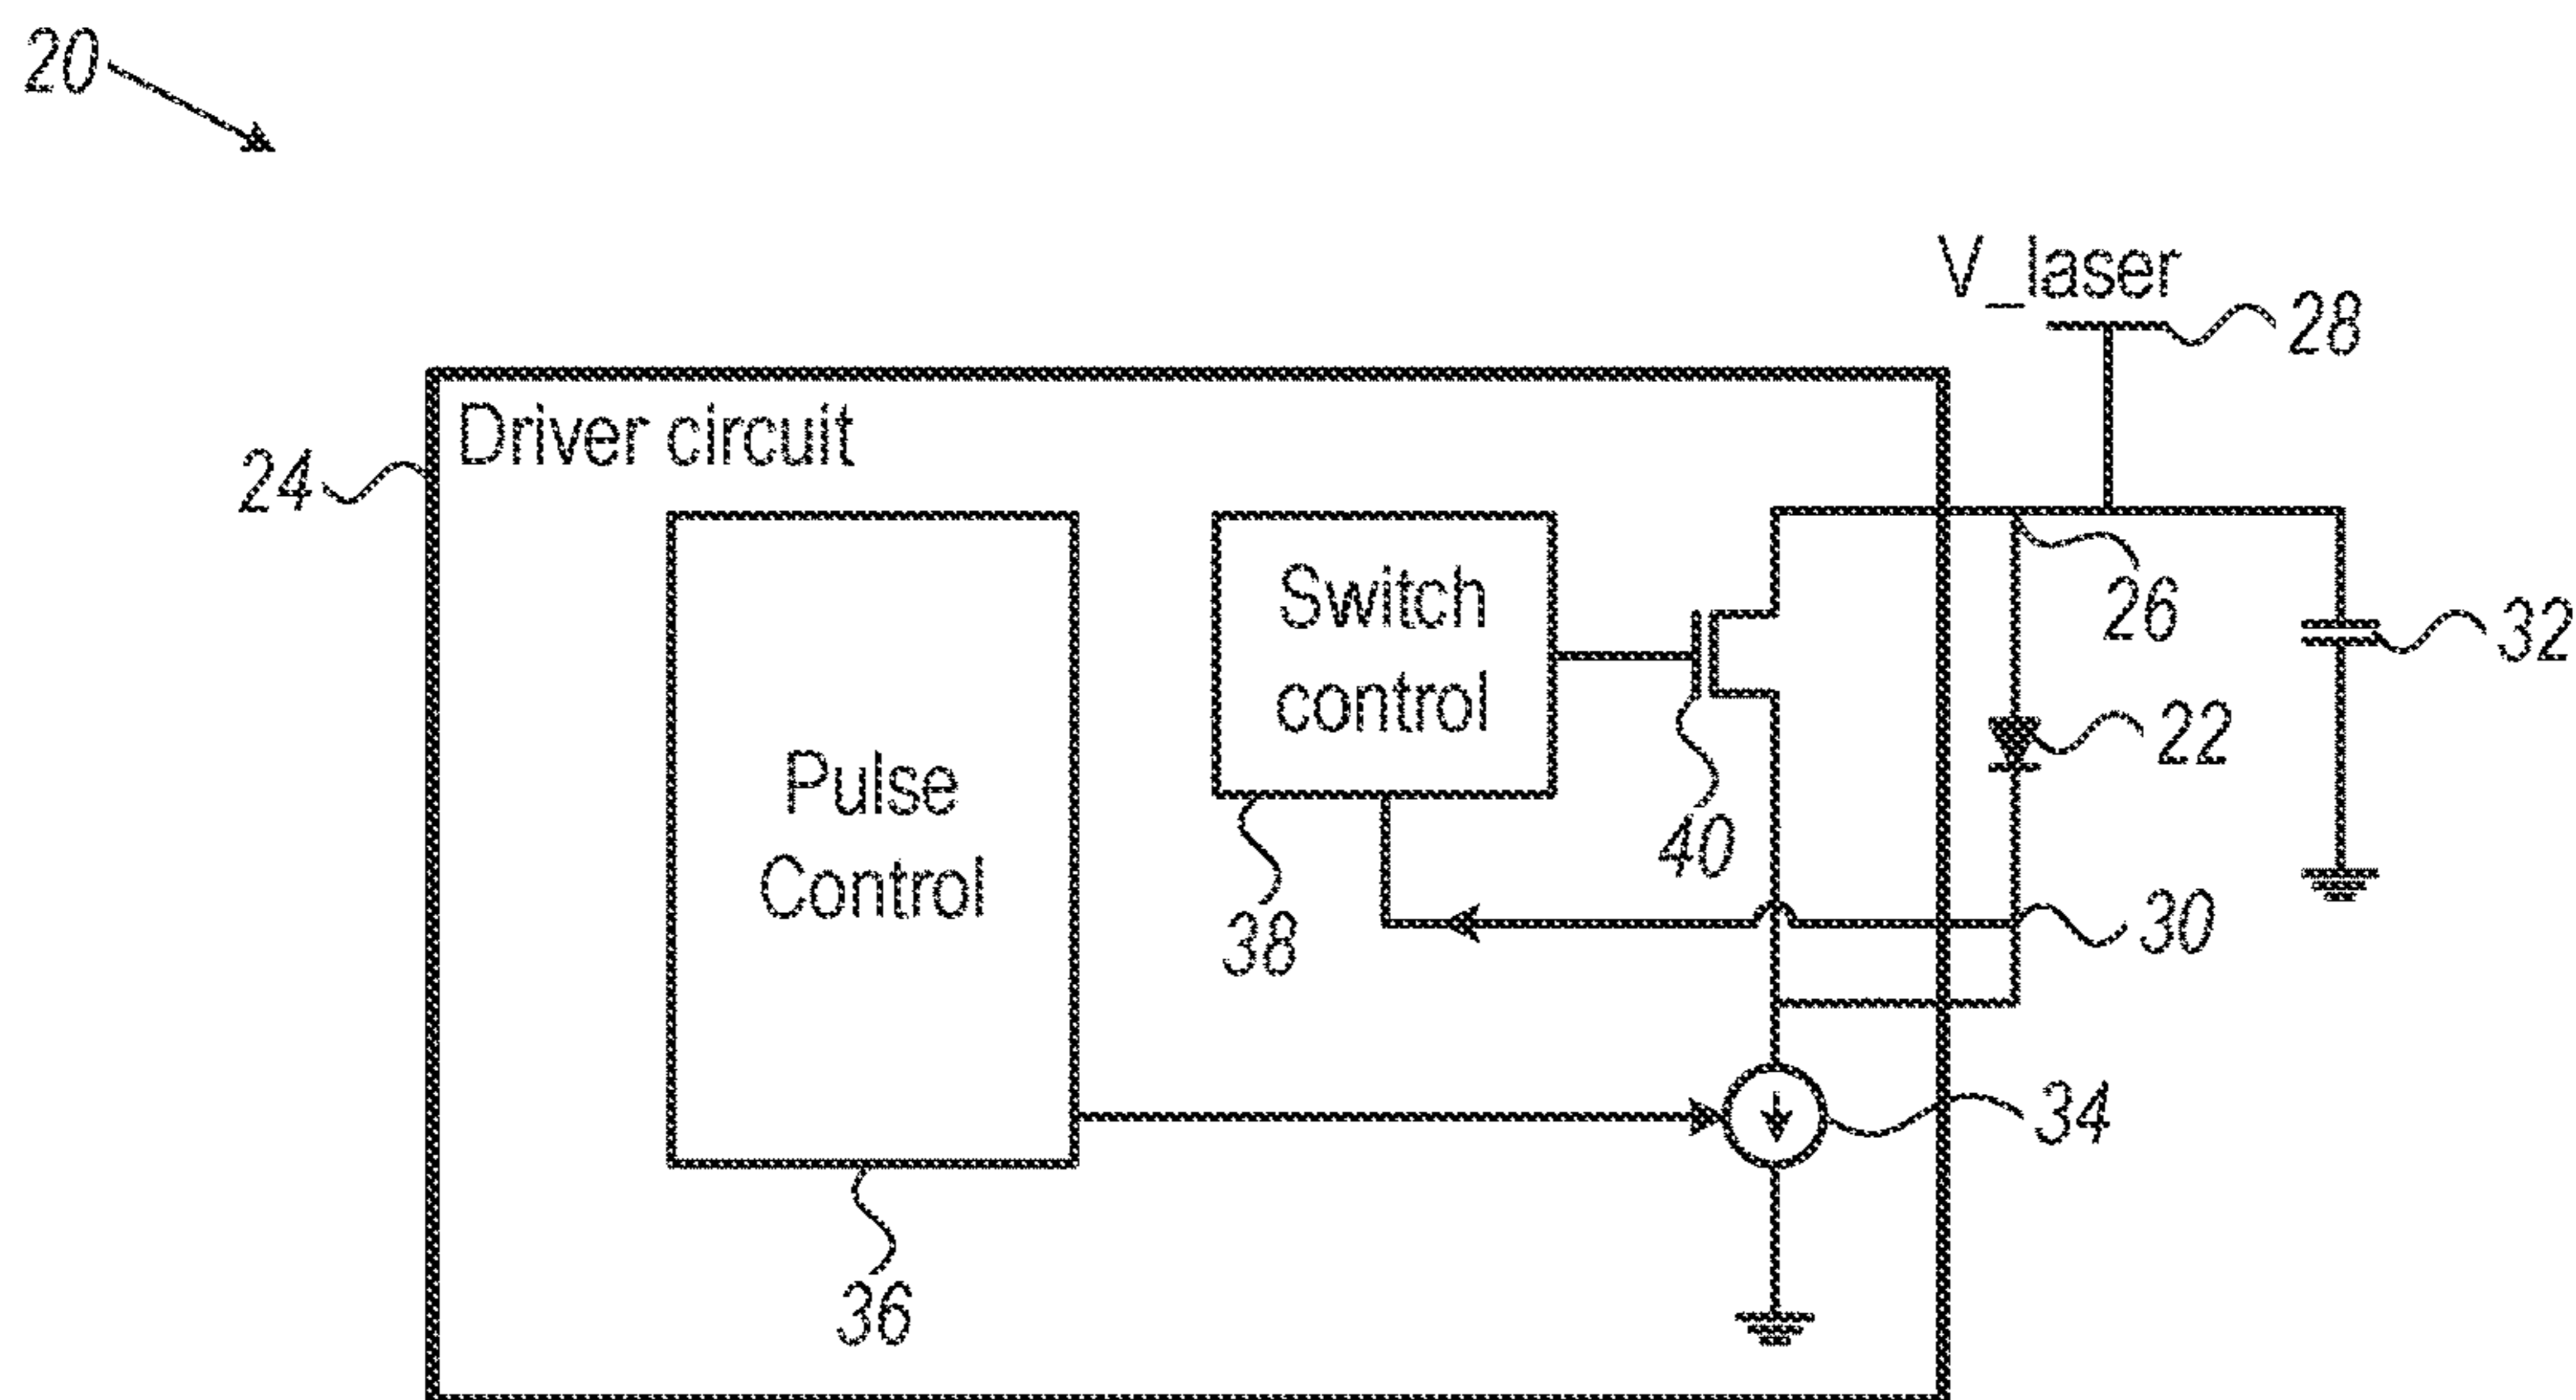 20
V_laser
28
Driver circuit
24
Switch
control
26
32
22
Pulse
Control
40
38
30
34
36